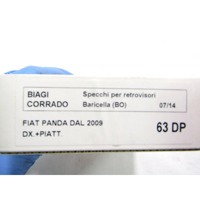 BIAGI CORRADO
Specchi per retrovisori
Baricella (BO) 07/14
FIAT PANDA DAL 2009
DX.+PIATT.
63 DP